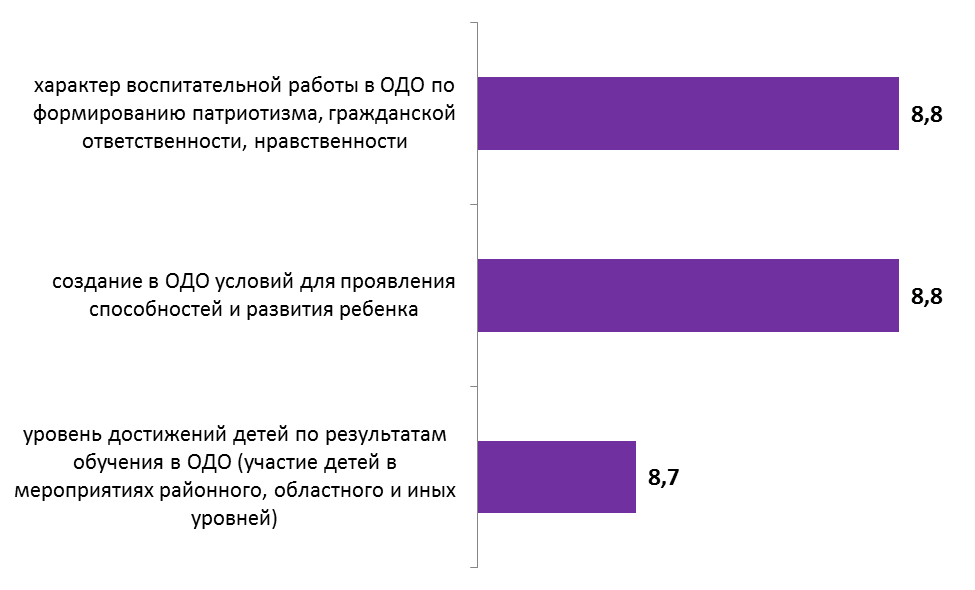 характер воспитательной работы в ОДО по
формированию патриотизма, гражданской
ответственности, нравственности
8,8
создание в ОДО условий для проявления
способностей и развития ребенка
8,8
уровень достижений детей по результатам
обучения в ОДО (участие детей в
мероприятиях районного, областного и иных
уровней)
8,7